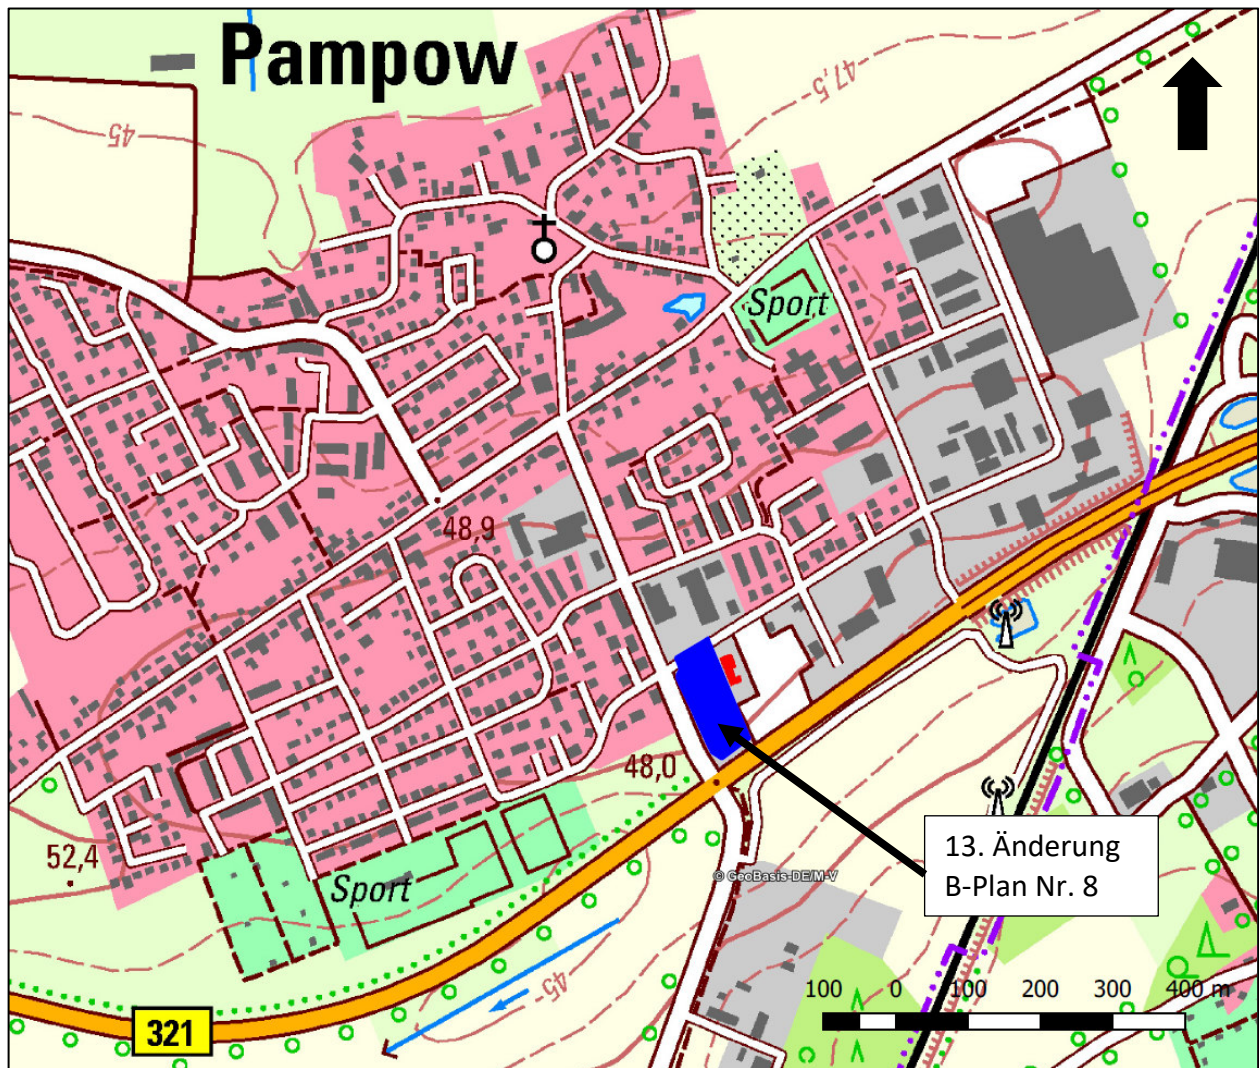 Pampow
45
47,5
Sport
48,9
48,0
52,4
Sport
13. Änderung
B-Plan Nr. 8
© GeoBasis-DE/M-V
45
100 0 100 200 300 400 m
321